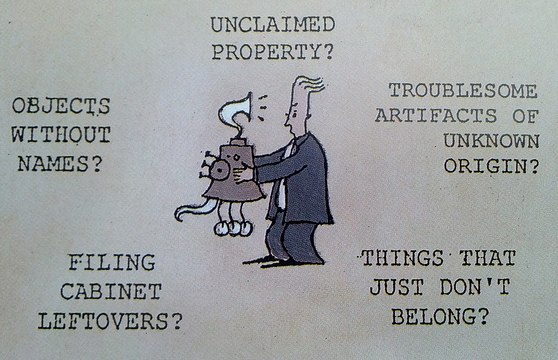 UNCLAIMED
PROPERTY?
OBJECTS
WITHOUT
NAMES?
TROUBLESOME
ARTIFACTS OF
UNKNOWN
ORIGIN?
FILING
CABINET
LEFTOVERS?
THINGS THAT
JUST DON'T
BELONG?